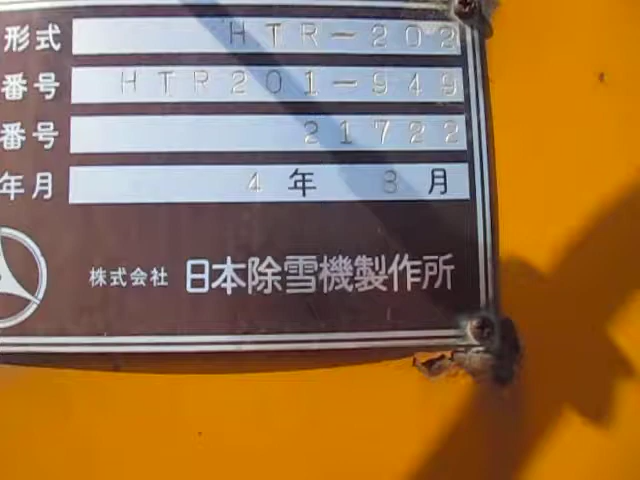 形式 HTR-202
番号 HTR201-949
番号 21722
年月 4年 8月
株式会社 日本除雪機製作所